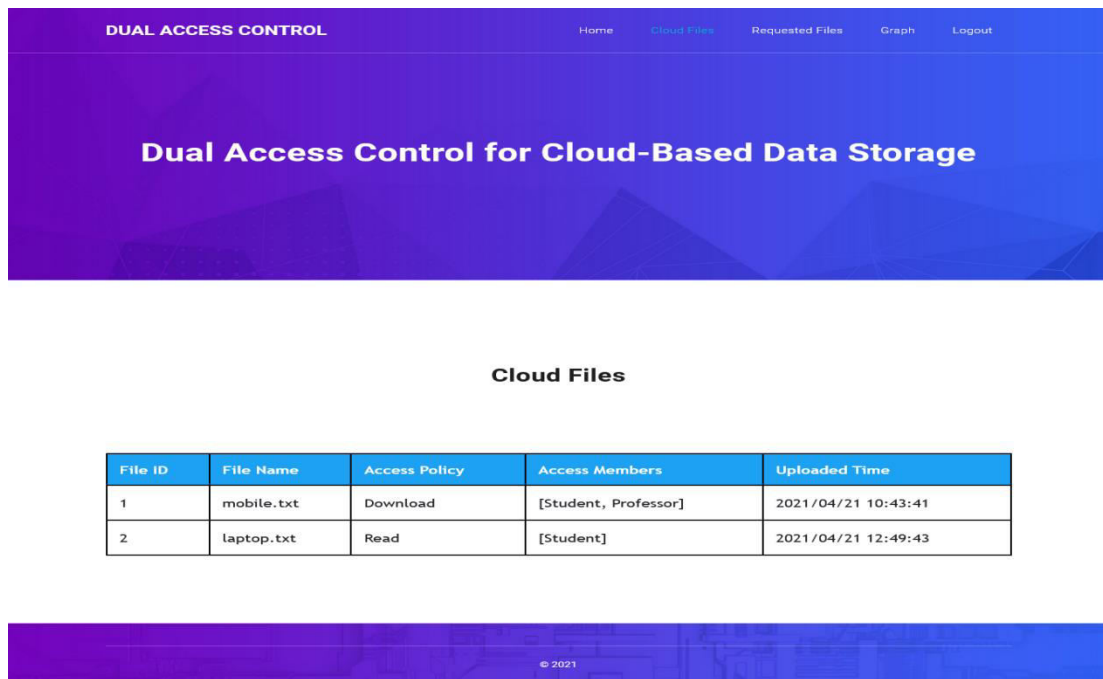 DUAL ACCESS CONTROL Home Cloud Files Requested Files Graph Logout
Dual Access Control for Cloud-Based Data Storage
Cloud Files
File ID File Name Access Policy Access Members Uploaded Time
1 mobile.txt Download [Student, Professor] 2021/04/21 10:43:41
2 laptop.txt Read [Student] 2021/04/21 12:49:43
© 2021